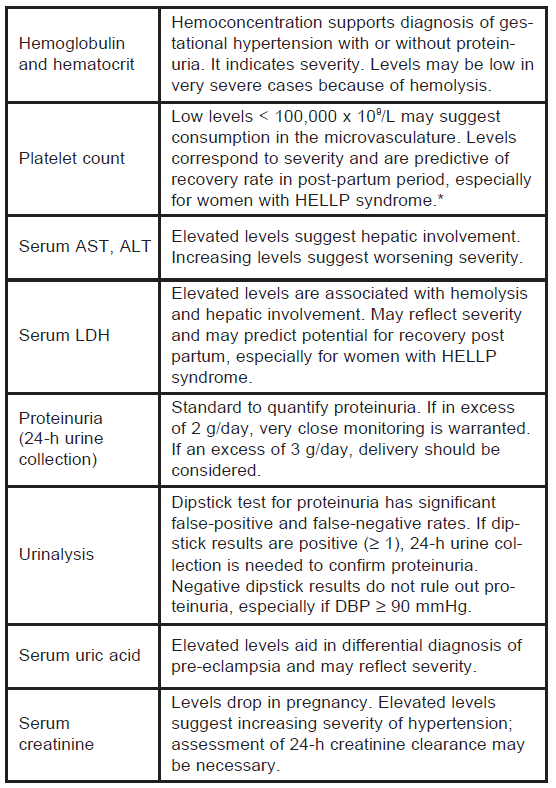 Hemoglobulin
and hematocrit
Hemoconcentration supports diagnosis of ges-
tational hypertension with or without protein-
uria. It indicates severity. Levels may be low in
very severe cases because of hemolysis.
Platelet count
Low levels < 100,000 x 10⁹/L may suggest
consumption in the microvasculature. Levels
correspond to severity and are predictive of
recovery rate in post-partum period, especially
for women with HELLP syndrome.*
Serum AST, ALT
Elevated levels suggest hepatic involvement.
Increasing levels suggest worsening severity.
Serum LDH
Elevated levels are associated with hemolysis
and hepatic involvement. May reflect severity
and may predict potential for recovery post
partum, especially for women with HELLP
syndrome.
Proteinuria
(24-h urine
collection)
Standard to quantify proteinuria. If in excess
of 2 g/day, very close monitoring is warranted.
If an excess of 3 g/day, delivery should be
considered.
Urinalysis
Dipstick test for proteinuria has significant
false-positive and false-negative rates. If dip-
stick results are positive (≥ 1), 24-h urine col-
lection is needed to confirm proteinuria.
Negative dipstick results do not rule out pro-
teinuria, especially if DBP ≥ 90 mmHg.
Serum uric acid
Elevated levels aid in differential diagnosis of
pre-eclampsia and may reflect severity.
Serum
creatinine
Levels drop in pregnancy. Elevated levels
suggest increasing severity of hypertension;
assessment of 24-h creatinine clearance may
be necessary.